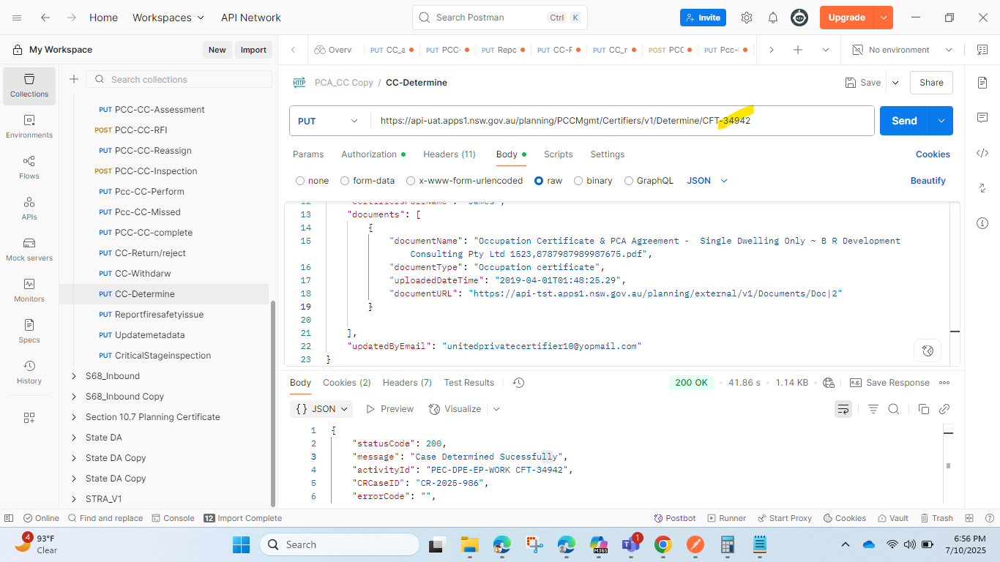 Home Workspaces API Network Search Postman Ctrl K Invite Upgrade
My Workspace New Import Overvi PUT CC_a PUT PCC- PUT Repo PUT CC-F PUT CC_r POST PCC PUT Pcc-C No environment
Search collections
PCA_CC Copy / CC-Determine Save Share
Collections
Environments
Flows
APIs
Mock servers
Monitors
Specs
History
PUT PCC-CC-Assessment
POST PCC-CC-RFI
PUT PCC-CC-Reassign
POST PCC-CC-Inspection
PUT Pcc-CC-Perform
PUT Pcc-CC-Missed
PUT PCC-CC-complete
PUT CC-Return/reject
PUT CC-Withdarw
PUT CC-Determine
PUT Reportfiresafetyissue
PUT Updatemetadata
PUT CriticalStageinspection
S68_Inbound
S68_Inbound Copy
Section 10.7 Planning Certificate
State DA
State DA Copy
State DA Copy
STRA_V1
PUT https://api-uat.apps1.nsw.gov.au/planning/PCCMgmt/Certifiers/v1/Determine/CFT-34942 Send
Params Authorization Headers (11) Body Scripts Settings Cookies
none form-data x-www-form-urlencoded raw binary GraphQL JSON Beautify
12 "certifiersFullName": "James",
13 "documents": [
14 {
15 "documentName": "Occupation Certificate & PCA Agreement -  Single Dwelling Only ~ B R Development
Consulting Pty Ltd 1523,8787987989987675.pdf",
16 "documentType": "Occupation certificate",
17 "uploadedDateTime": "2019-04-01T01:48:25.29",
18 "documentURL": "https://api-tst.apps1.nsw.gov.au/planning/external/v1/Documents/Doc|2"
19 }
20
21 ],
22 "updatedByEmail": "unitedprivatecertifier10@yopmail.com"
23 }
Body Cookies (2) Headers (7) Test Results 200 OK 41.86 s 1.14 KB e.g. Save Response
{} JSON Preview Visualize
1 {
2 "statusCode": 200,
3 "message": "Case Determined Sucessfully",
4 "activityId": "PEC-DPE-EP-WORK CFT-34942",
5 "CRCaseID": "CR-2025-986",
6 "errorCode": "",
Online Find and replace Console 12 Import Complete Postbot Runner Start Proxy Cookies Vault Trash
4 93°F
Clear
Search
M365
1
6:56 PM
7/10/2025